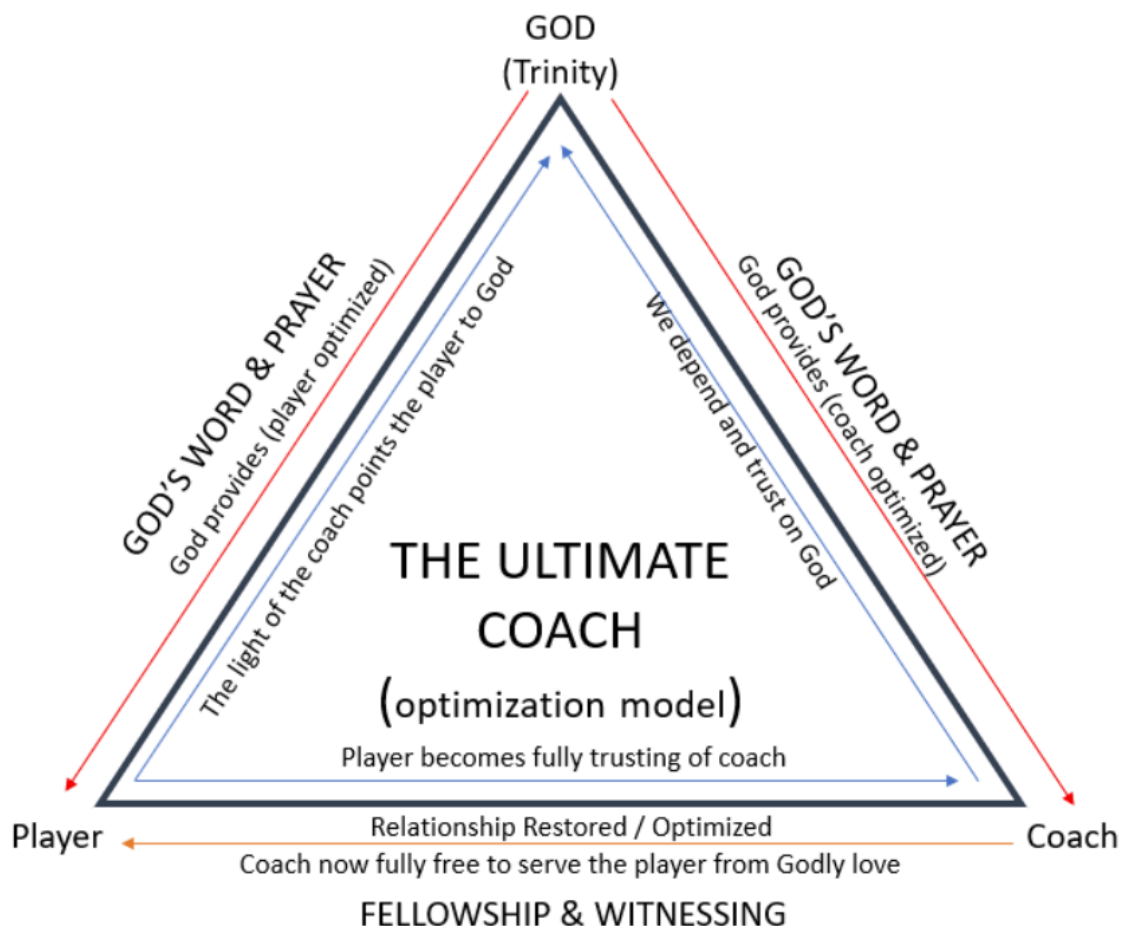 GOD
(Trinity)
GOD'S WORD & PRAYER
God provides (player optimized)
The light of the coach points the player to God
GOD'S WORD & PRAYER
God provides (coach optimized)
We depend and trust on God
THE ULTIMATE
COACH
(optimization model)
Player becomes fully trusting of coach
Player
Relationship Restored / Optimized
Coach
Coach now fully free to serve the player from Godly love
FELLOWSHIP & WITNESSING